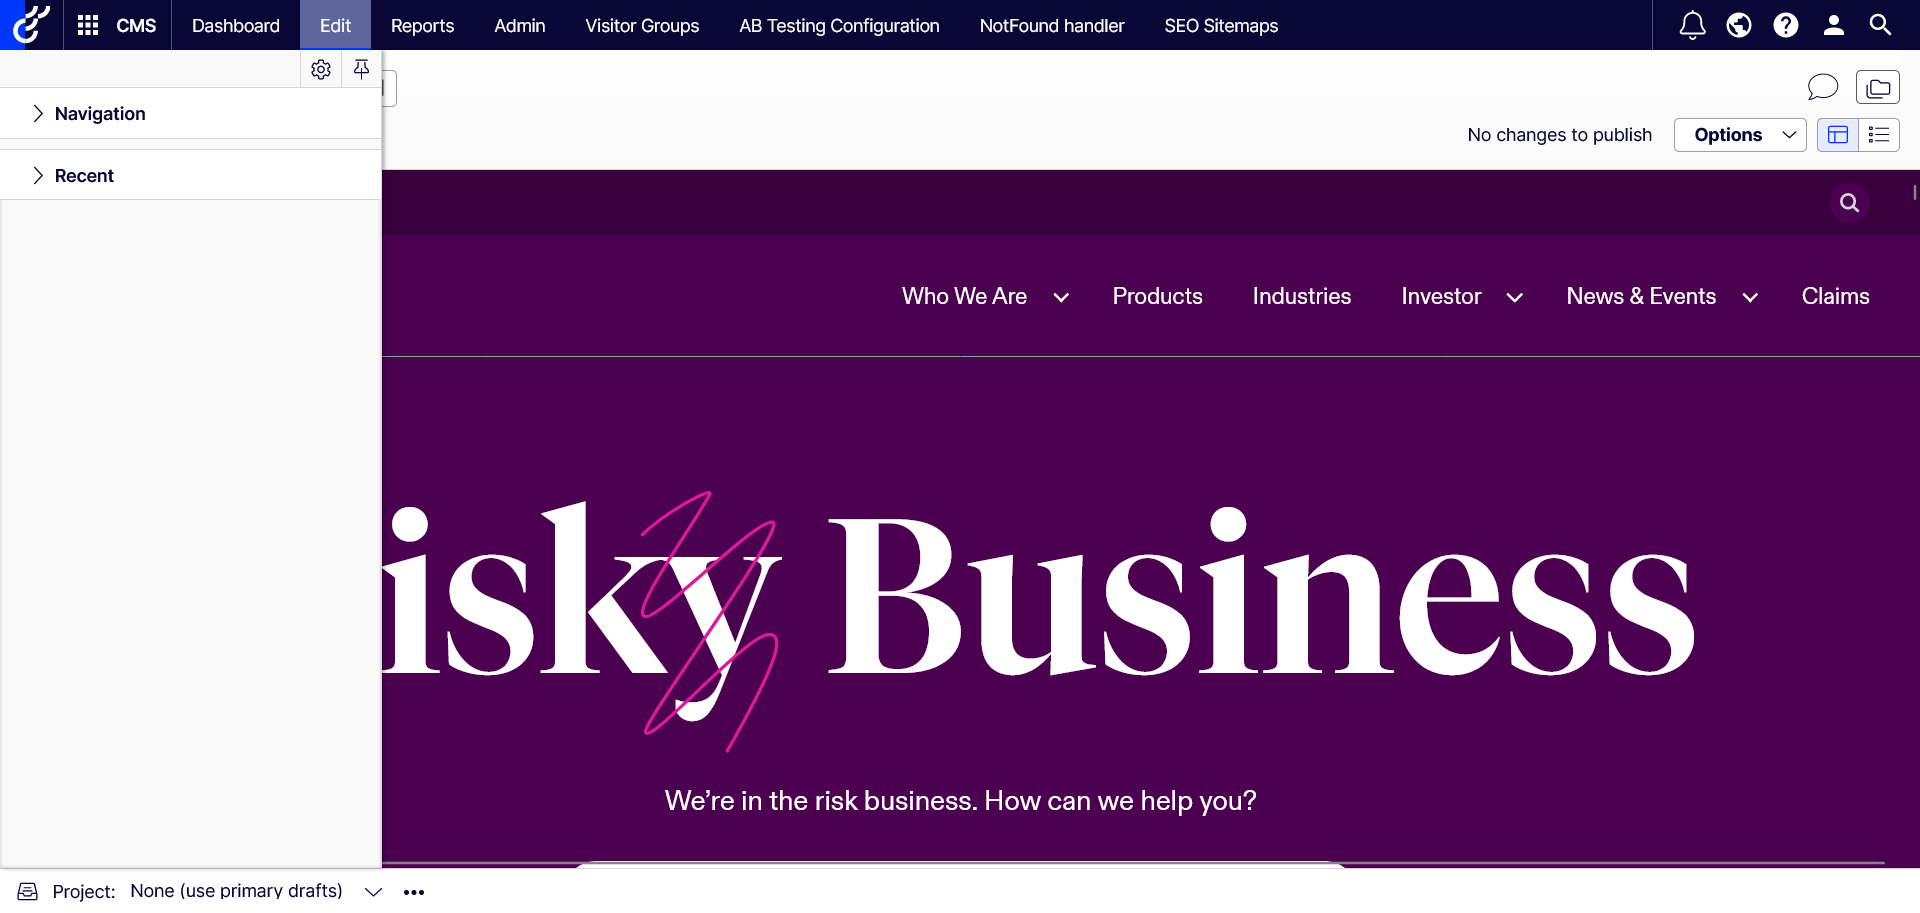 CMS Dashboard Edit Reports Admin Visitor Groups AB Testing Configuration NotFound handler SEO Sitemaps
Navigation
No changes to publish Options
Recent
Who We Are Products Industries Investor News & Events Claims
isky Business
We're in the risk business. How can we help you?
Project: None (use primary drafts)